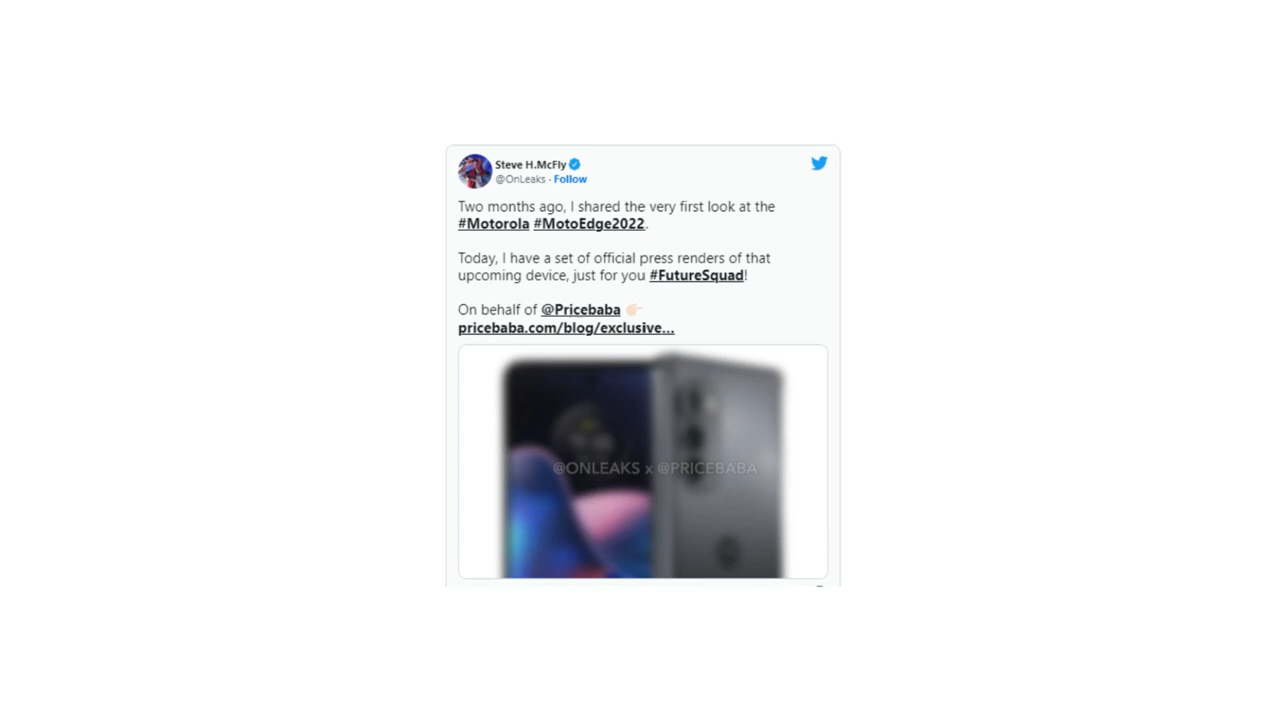 Steve H.McFly
@OnLeaks · Follow
Two months ago, I shared the very first look at the
#Motorola #MotoEdge2022.
Today, I have a set of official press renders of that
upcoming device, just for you #FutureSquad!
On behalf of @Pricebaba 👉🏻
pricebaba.com/blog/exclusive...
@ONLEAKS x @PRICEBABA